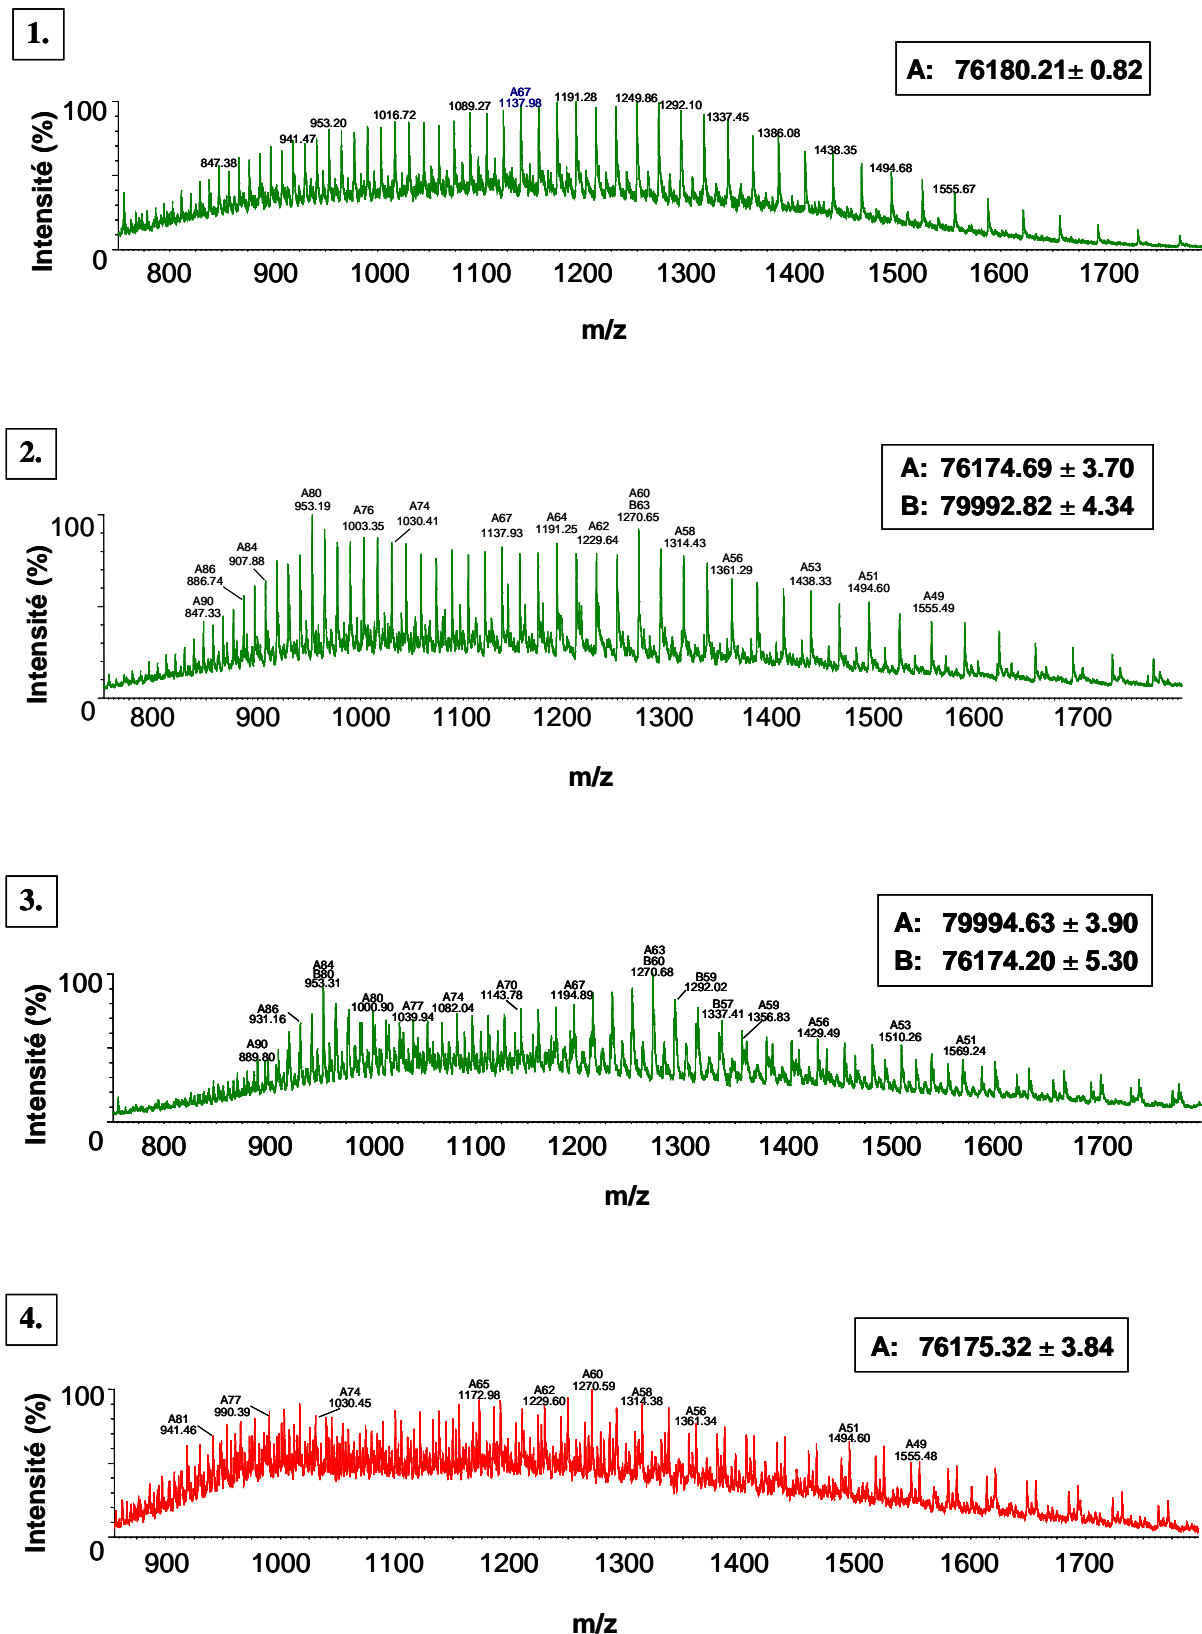 1.
A: 76180.21± 0.82
Intensité (%)
100
0
847.38
941.47
953.20
1016.72
1089.27
A67
1137.98
1191.28
1249.86
1292.10
1337.45
1386.08
1438.35
1494.68
1555.67
800 900 1000 1100 1200 1300 1400 1500 1600 1700
m/z
2.
A: 76174.69 ± 3.70
B: 79992.82 ± 4.34
Intensité (%)
100
0
A90
847.33
A86
886.74
A84
907.88
A80
953.19
A76
1003.35
A74
1030.41
A67
1137.93
A64
1191.25
A62
1229.64
A60
B63
1270.65
A58
1314.43
A56
1361.29
A53
1438.33
A51
1494.60
A49
1555.49
800 900 1000 1100 1200 1300 1400 1500 1600 1700
m/z
3.
A: 79994.63 ± 3.90
B: 76174.20 ± 5.30
Intensité (%)
100
0
A90
889.80
A86
931.16
A84
B80
953.31
A80
1000.90
A77
1039.94
A74
1082.04
A70
1143.78
A67
1194.89
A63
B60
1270.68
B59
1292.02
B57
1337.41
A59
1356.83
A56
1429.49
A53
1510.26
A51
1569.24
800 900 1000 1100 1200 1300 1400 1500 1600 1700
m/z
4.
A: 76175.32 ± 3.84
Intensité (%)
100
0
A81
941.46
A77
990.39
A74
1030.45
A65
1172.98
A62
1229.60
A60
1270.59
A58
1314.38
A56
1361.34
A51
1494.60
A49
1555.48
900 1000 1100 1200 1300 1400 1500 1600 1700
m/z